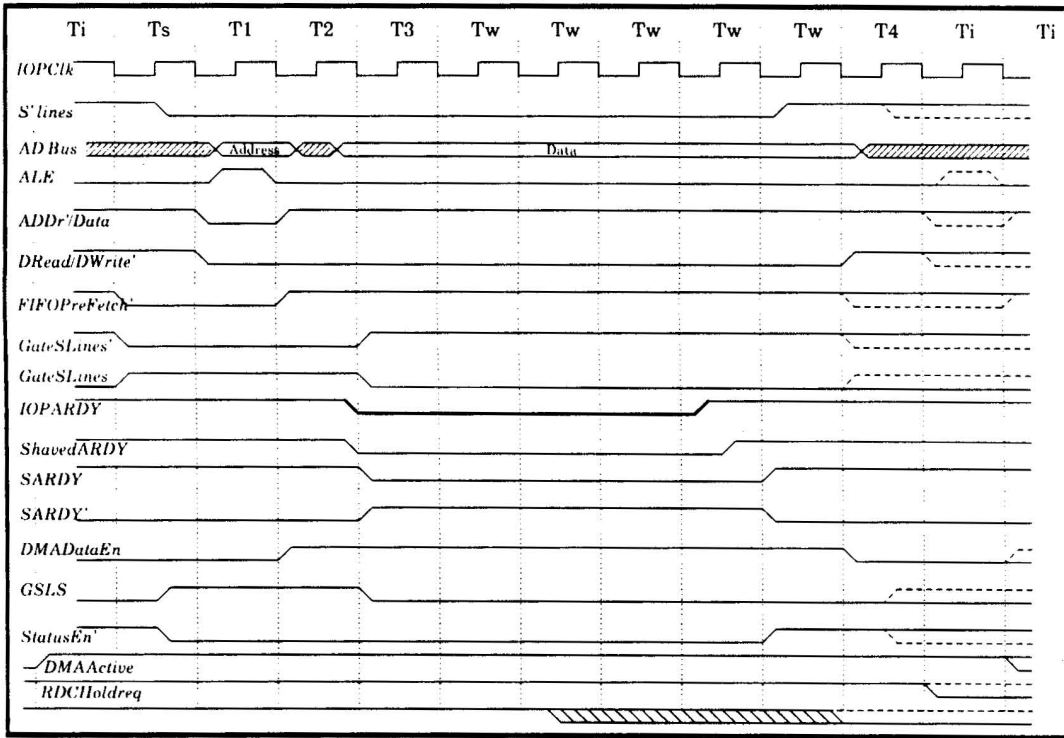 Ti Ts T1 T2 T3 Tw Tw Tw Tw Tw T4 Ti Ti
IOPClk
S' lines
AD Bus Address Data
ALE
ADDr'/Data
DRead/DWrite'
FIFOPreFetch'
GateSLines'
GateSLines
IOPARDY
ShavedARDY
SARDY
SARDY'
DMADataEn
GSLS
StatusEn'
DMAActive
RDCHoldreq